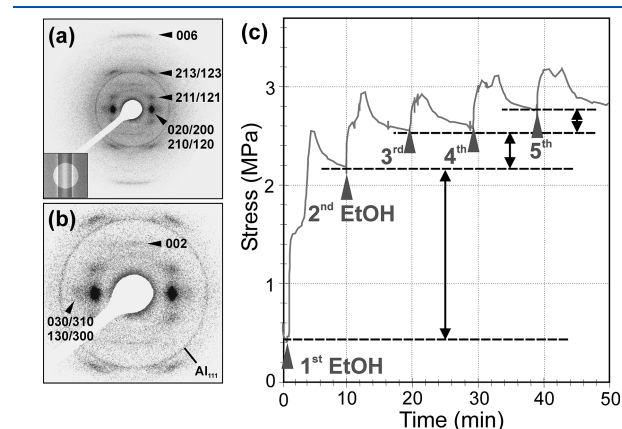 (a)
006
213/123
211/121
020/200
210/120
(b)
002
030/310
130/300
Al111
(c)
Stress (MPa)
3
2
1
0
3rd
4th
5th
2nd EtOH
1st EtOH
0 10 20 30 40 50
Time (min)